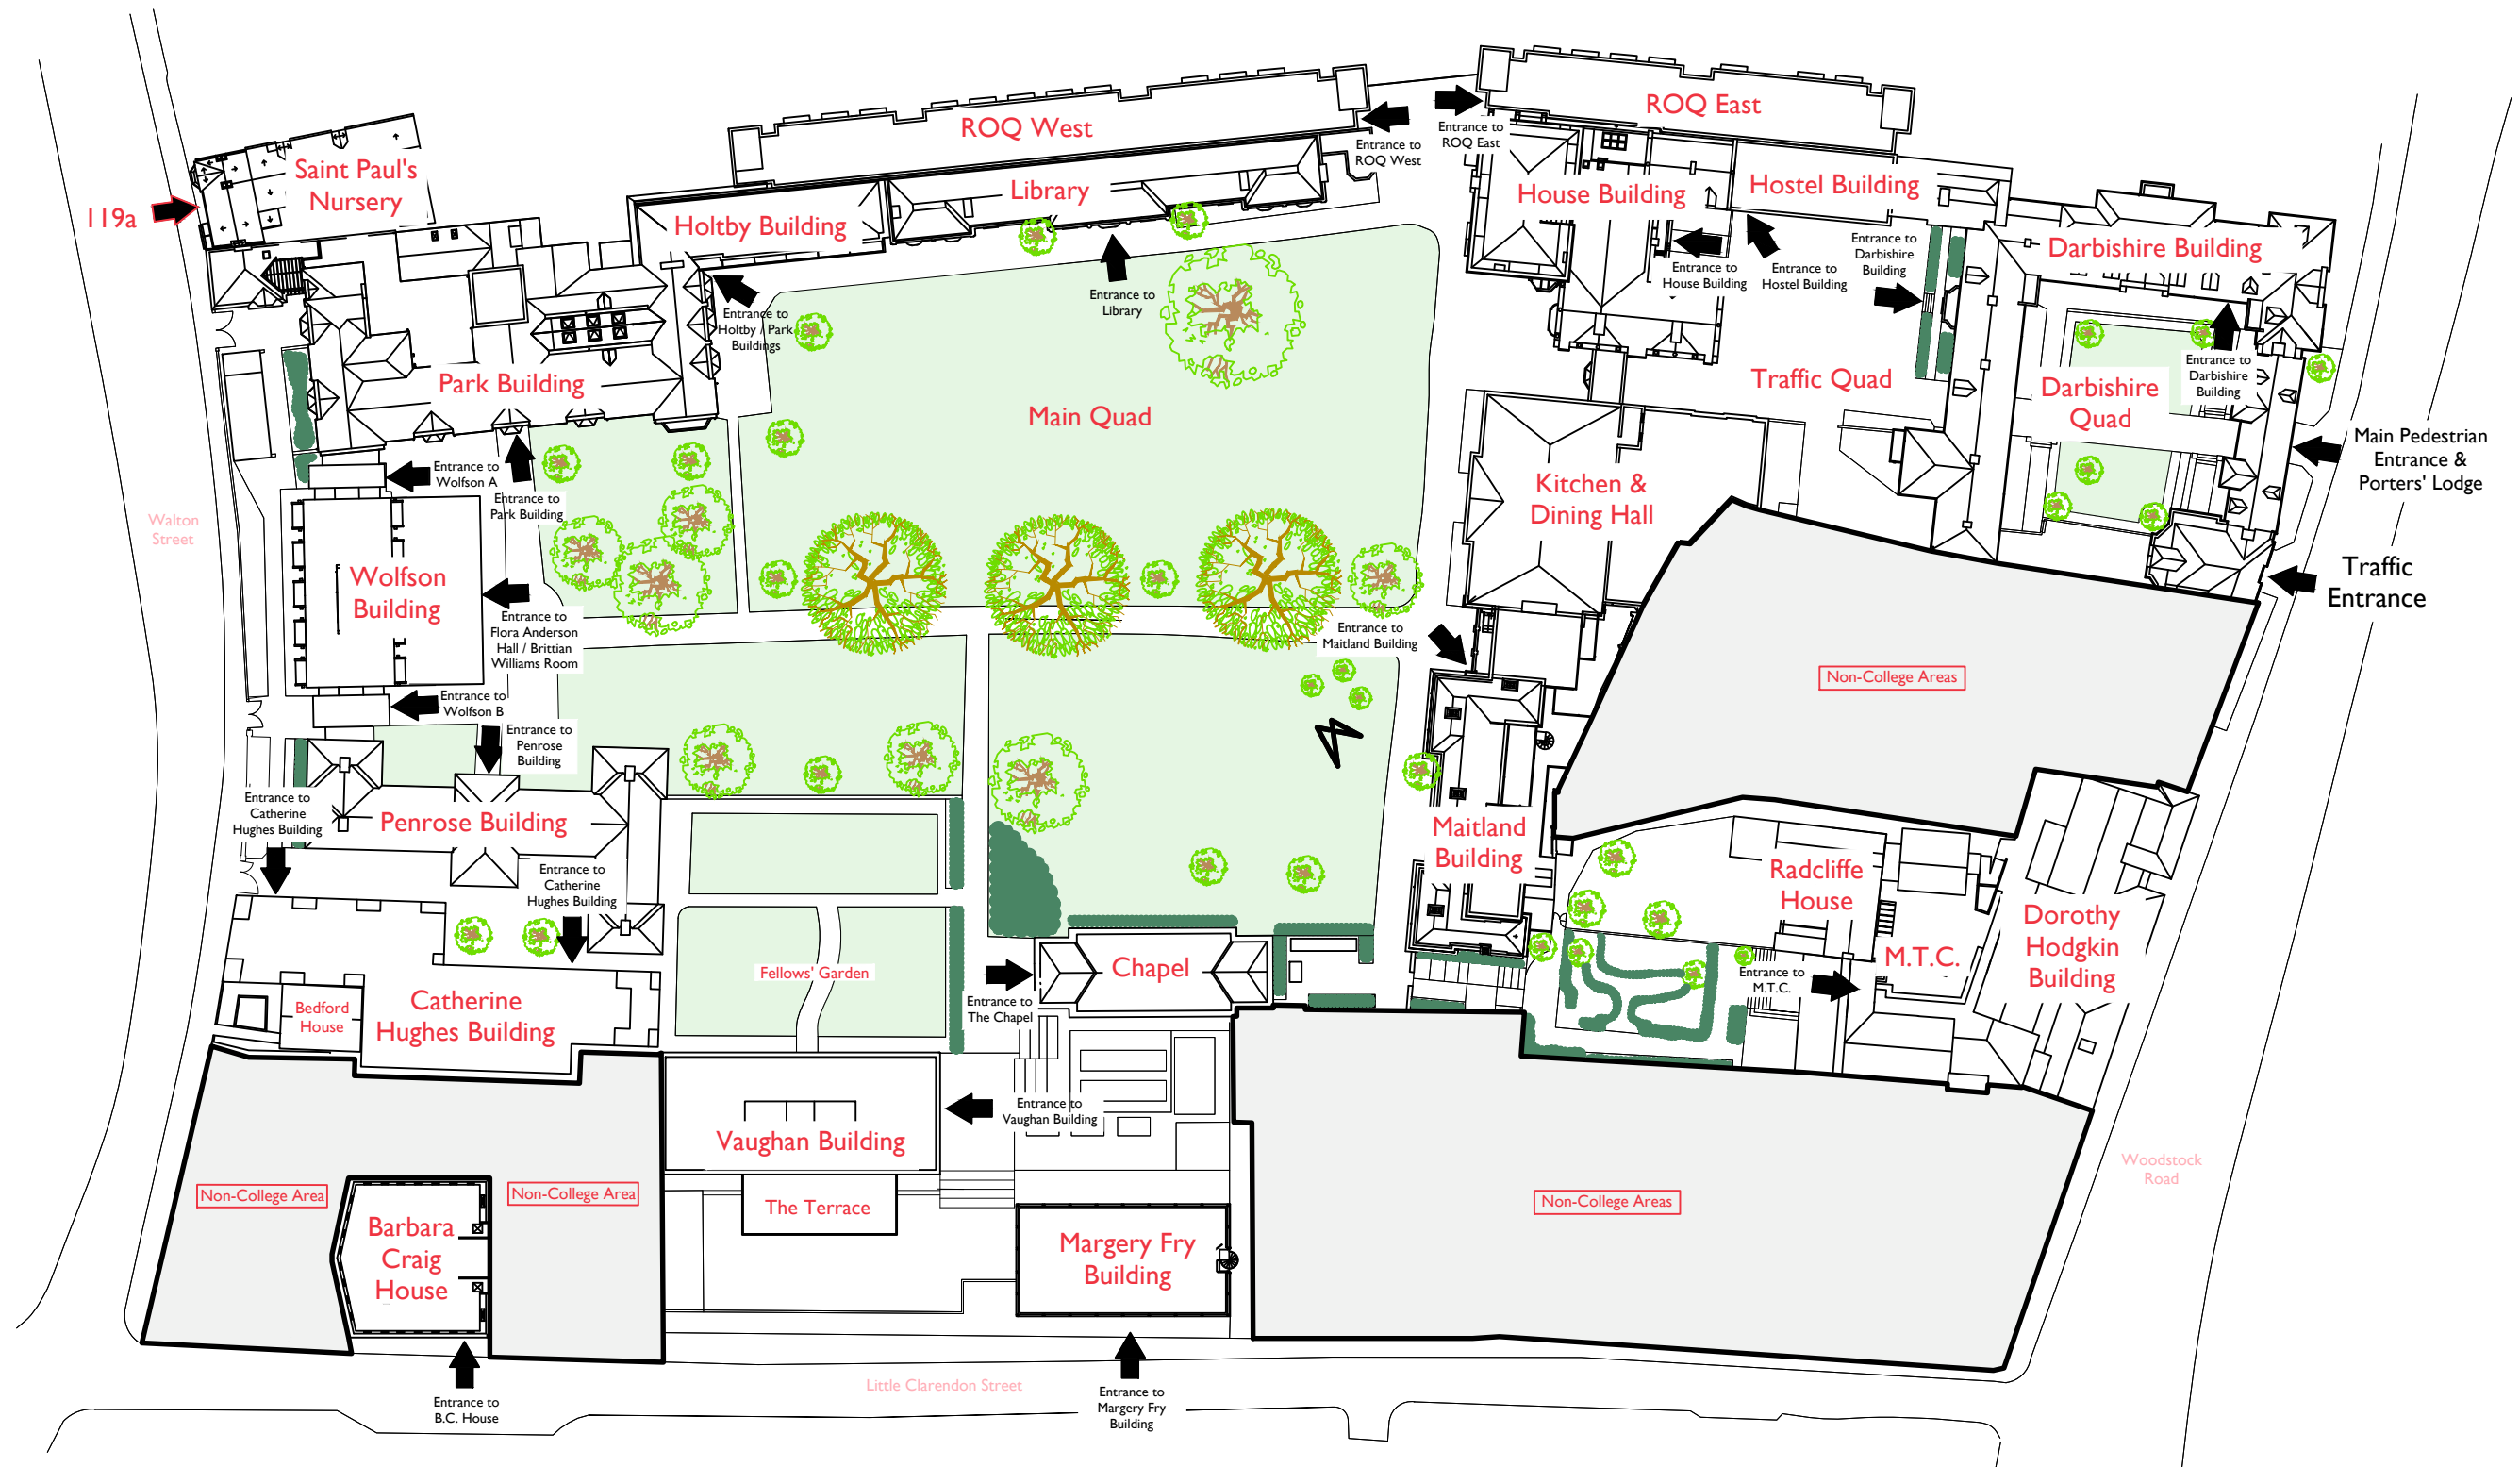 ROQ West
ROQ East
Entrance to
ROQ West
Entrance to
ROQ East
Saint Paul's
Nursery
119a
Holtby Building
Library
House Building
Hostel Building
Darbishire Building
Entrance to
Holtby / Park
Buildings
Entrance to
Library
Entrance to
House Building
Entrance to
Hostel Building
Entrance to
Darbishire
Building
Entrance to
Darbishire
Building
Park Building
Main Quad
Traffic Quad
Darbishire
Quad
Main Pedestrian
Entrance &
Porters' Lodge
Entrance to
Wolfson A
Entrance to
Park Building
Kitchen &
Dining Hall
Walton
Street
Wolfson
Building
Entrance to
Flora Anderson
Hall / Brittian
Williams Room
Traffic
Entrance
Entrance to
Maitland Building
Non-College Areas
Entrance to
Wolfson B
Entrance to
Penrose
Building
Entrance to
Catherine
Hughes Building
Penrose Building
Entrance to
Catherine
Hughes Building
Maitland
Building
Radcliffe
House
M.T.C.
Dorothy
Hodgkin
Building
Entrance to
M.T.C.
Fellows' Garden
Chapel
Entrance to
The Chapel
Bedford
House
Catherine
Hughes Building
Entrance to
Vaughan Building
Vaughan Building
The Terrace
Non-College Area
Non-College Area
Barbara
Craig
House
Margery Fry
Building
Non-College Areas
Woodstock
Road
Little Clarendon Street
Entrance to
B.C. House
Entrance to
Margery Fry
Building